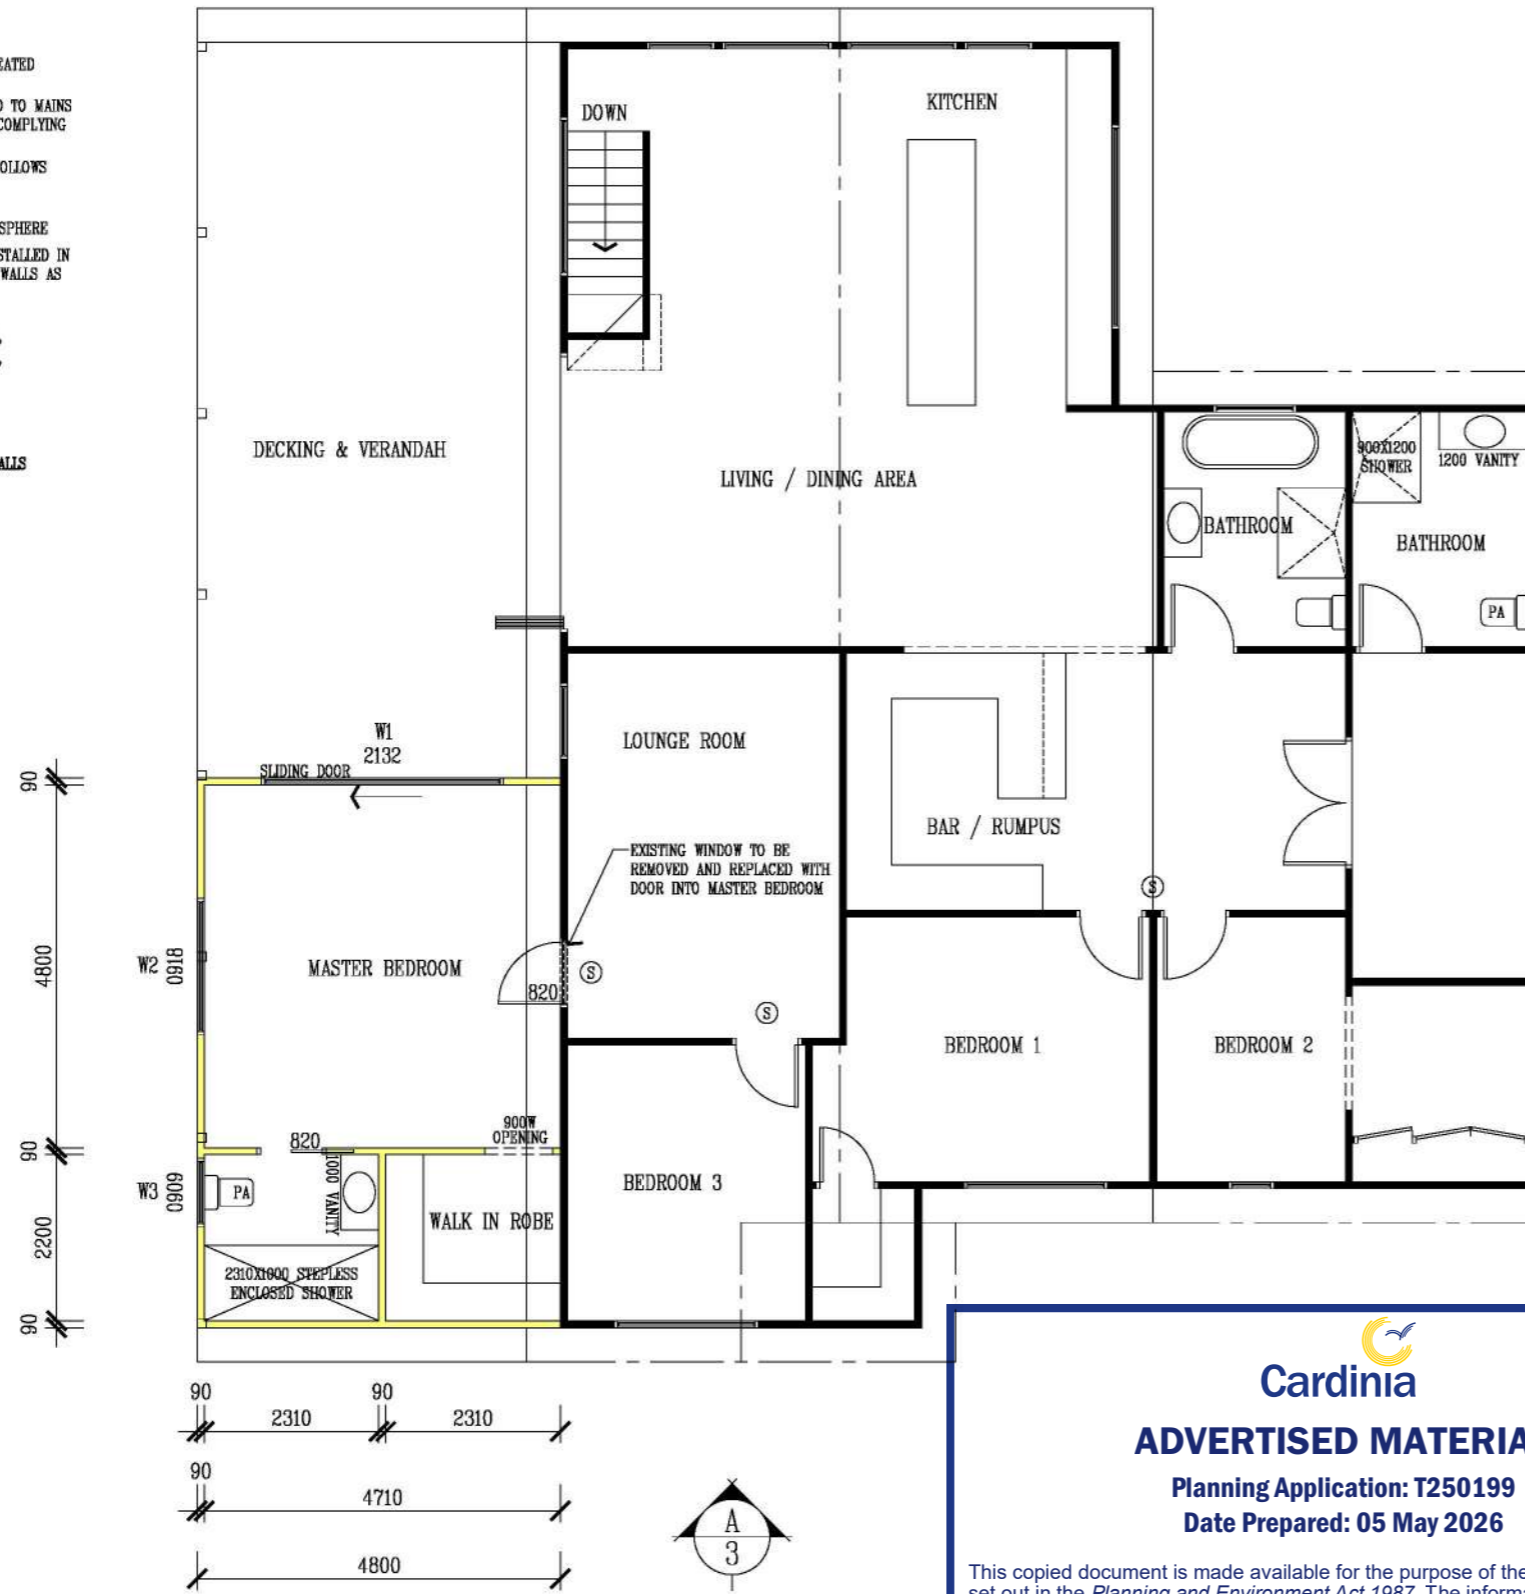 EATED
TO MAINS
COMPLYING
OLLOWS
SPHERE
STALLED IN
WALLS AS
ALLS
DOWN
KITCHEN
DECKING & VERANDAH
LIVING / DINING AREA
900X1200
SHOWER
1200 VANITY
BATHROOM
BATHROOM
PA
W1
2132
SLIDING DOOR
LOUNGE ROOM
BAR / RUMPUS
EXISTING WINDOW TO BE
REMOVED AND REPLACED WITH
DOOR INTO MASTER BEDROOM
S
S
S
90
4800
90
2200
90
W2
0918
W3
0909
MASTER BEDROOM
820
BEDROOM 1
BEDROOM 2
BEDROOM 3
900W
OPENING
820
1000 VANITY
PA
WALK IN ROBE
2310X1000 STEPLESS
ENCLOSED SHOWER
90
90
2310
2310
90
4710
4800
A
3
Cardinia
ADVERTISED MATERIA
Planning Application: T250199
Date Prepared: 05 May 2026
This copied document is made available for the purpose of the
set out in the Planning and Environment Act 1987. The informa